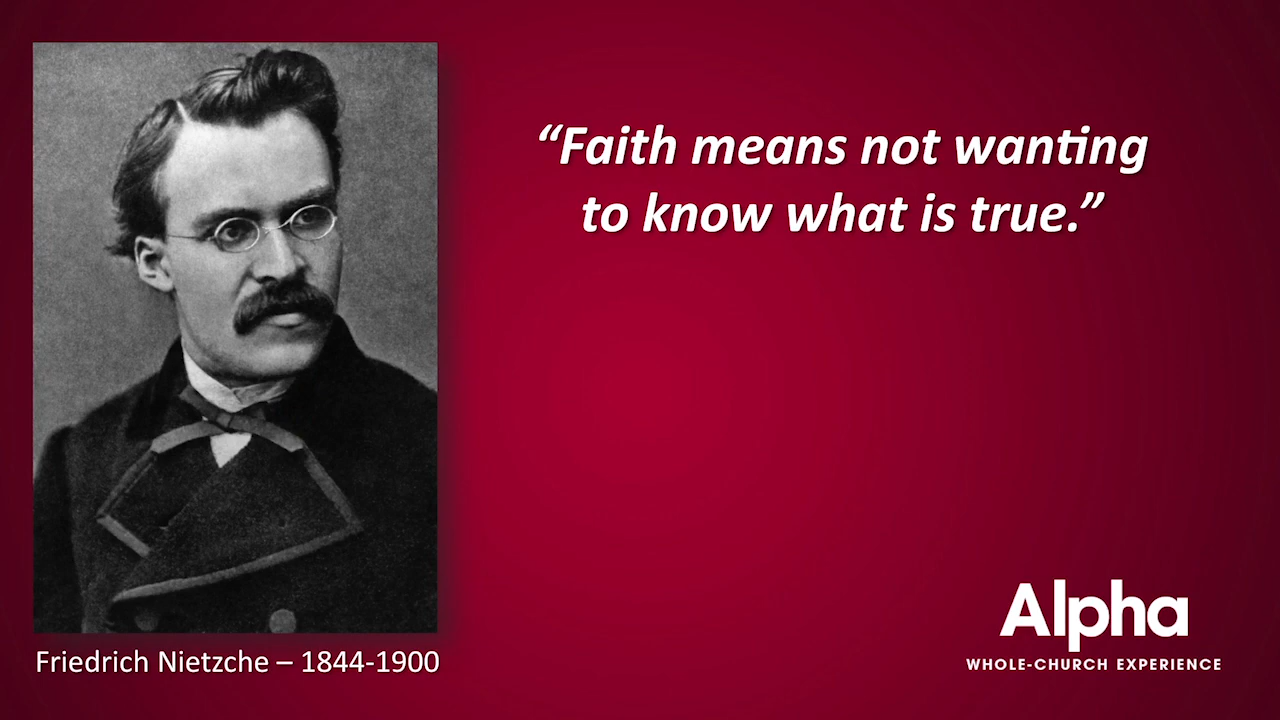 “Faith means not wanting
to know what is true.”
Friedrich Nietzche – 1844-1900
Alpha
WHOLE-CHURCH EXPERIENCE